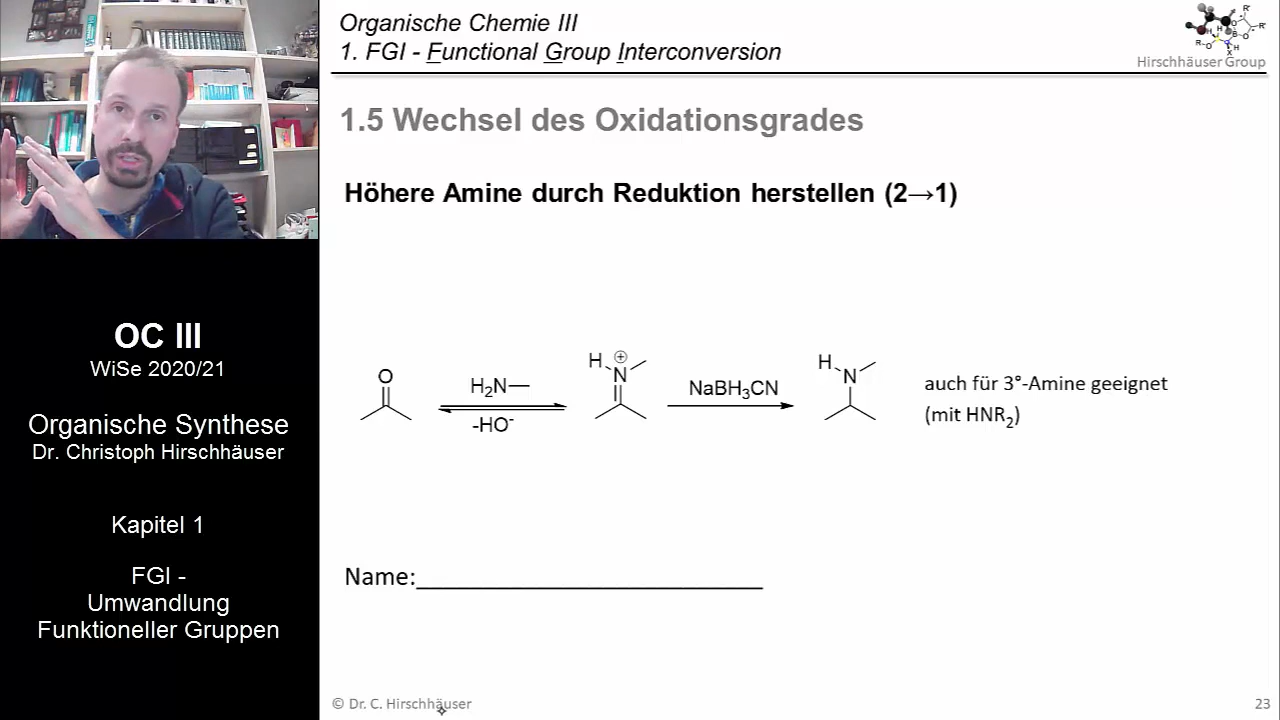 Organische Chemie III
1. FGI - Functional Group Interconversion
Hirschhäuser Group
1.5 Wechsel des Oxidationsgrades
Höhere Amine durch Reduktion herstellen (2→1)
OC III
WiSe 2020/21
Organische Synthese
Dr. Christoph Hirschhäuser
Kapitel 1
FGI -
Umwandlung
Funktioneller Gruppen
O
H₂N
-HO⁻
H N ⊕
NaBH₃CN
H N
auch für 3°-Amine geeignet
(mit HNR₂)
Name:
© Dr. C. Hirschhäuser
23